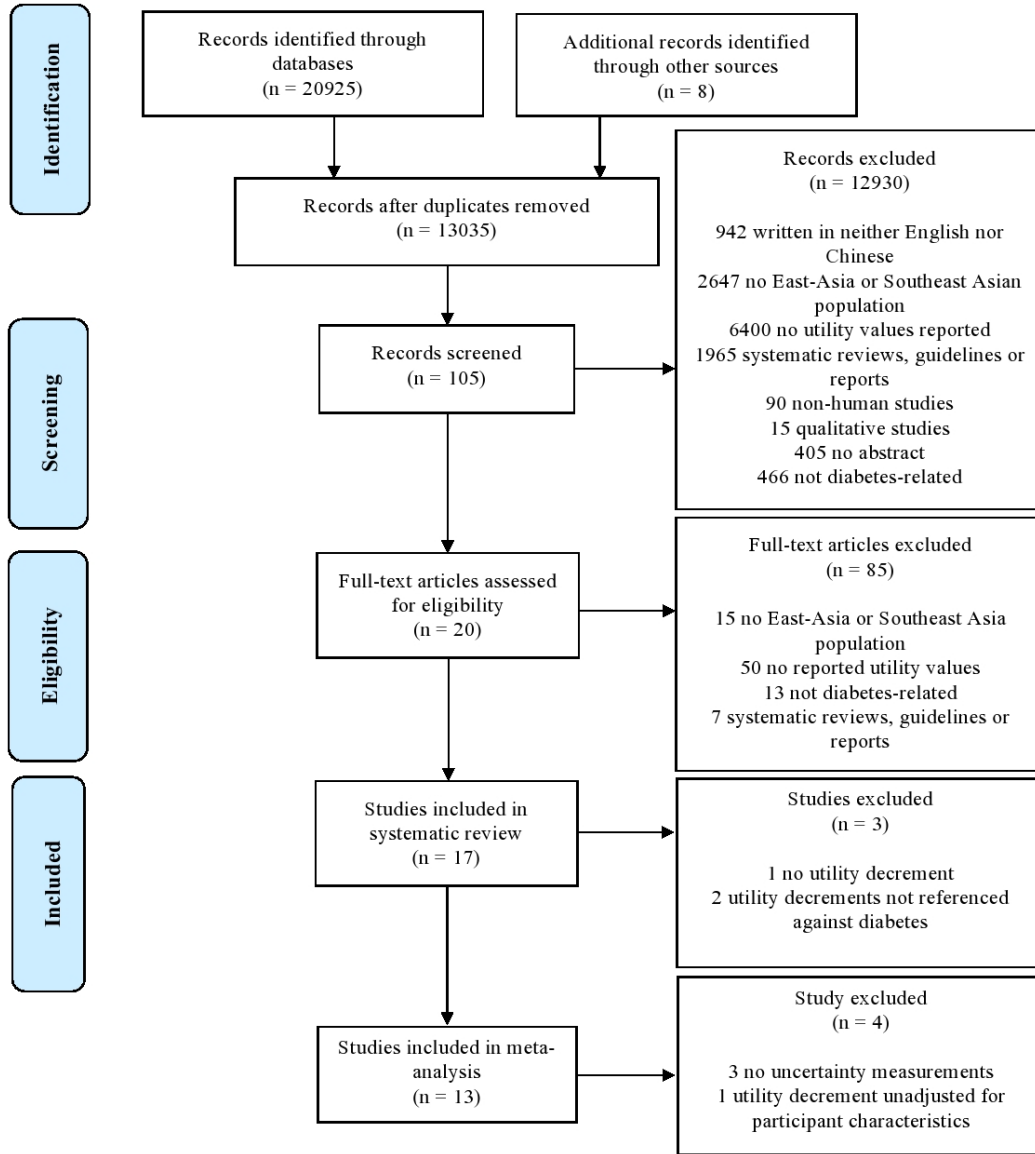 Identification
Records identified through
databases
(n = 20925)
Additional records identified
through other sources
(n = 8)
Records after duplicates removed
(n = 13035)
Records excluded
(n = 12930)
942 written in neither English nor
Chinese
2647 no East-Asia or Southeast Asian
population
6400 no utility values reported
1965 systematic reviews, guidelines or
reports
90 non-human studies
15 qualitative studies
405 no abstract
466 not diabetes-related
Screening
Records screened
(n = 105)
Eligibility
Full-text articles assessed
for eligibility
(n = 20)
Full-text articles excluded
(n = 85)
15 no East-Asia or Southeast Asia
population
50 no reported utility values
13 not diabetes-related
7 systematic reviews, guidelines or
reports
Included
Studies included in
systematic review
(n = 17)
Studies excluded
(n = 3)
1 no utility decrement
2 utility decrements not referenced
against diabetes
Studies included in meta-
analysis
(n = 13)
Study excluded
(n = 4)
3 no uncertainty measurements
1 utility decrement unadjusted for
participant characteristics